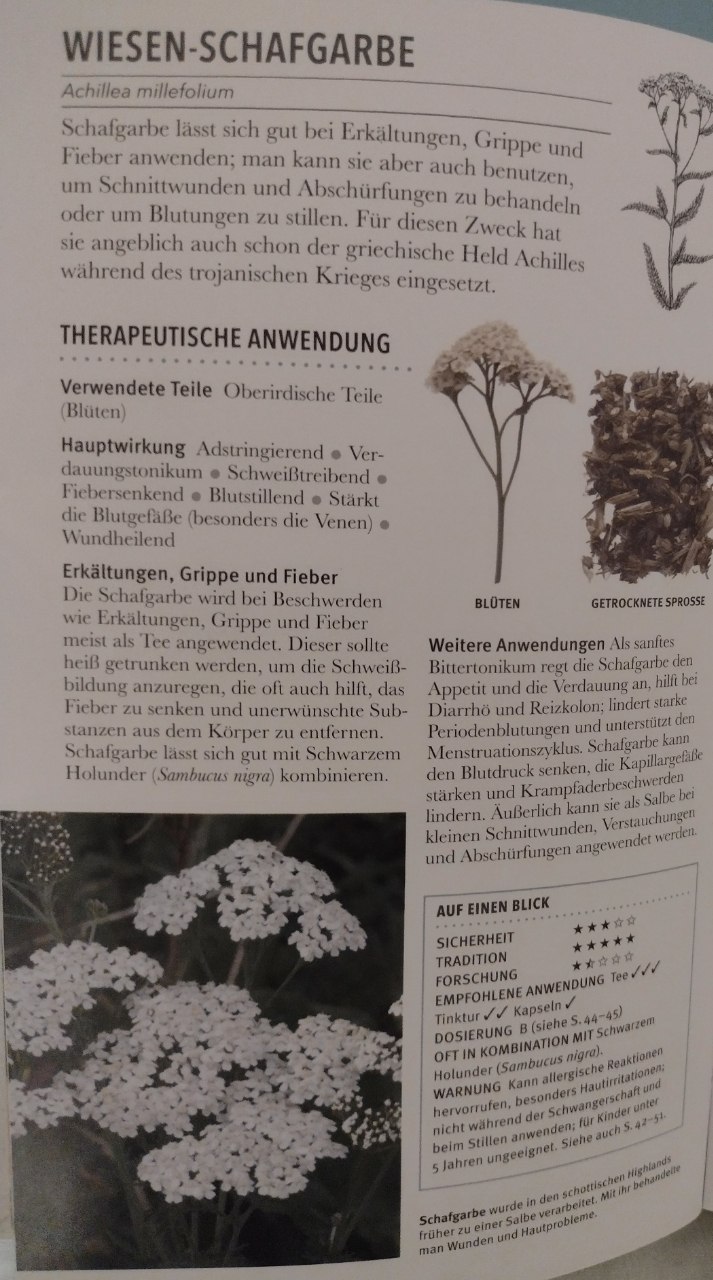 WIESEN-SCHAFGARBE
Achillea millefolium
Schafgarbe lässt sich gut bei Erkältungen, Grippe und
Fieber anwenden; man kann sie aber auch benutzen,
um Schnittwunden und Abschürfungen zu behandeln
oder um Blutungen zu stillen. Für diesen Zweck hat
sie angeblich auch schon der griechische Held Achilles
während des trojanischen Krieges eingesetzt.
THERAPEUTISCHE ANWENDUNG
Verwendete Teile Oberirdische Teile
(Blüten)
Hauptwirkung Adstringierend ● Ver-
dauungstonikum ● Schweißtreibend ●
Fiebersenkend ● Blutstillend ● Stärkt
die Blutgefäße (besonders die Venen) ●
Wundheilend
Erkältungen, Grippe und Fieber
Die Schafgarbe wird bei Beschwerden
wie Erkältungen, Grippe und Fieber
meist als Tee angewendet. Dieser sollte
heiß getrunken werden, um die Schweiß-
bildung anzuregen, die oft auch hilft, das
Fieber zu senken und unerwünschte Sub-
stanzen aus dem Körper zu entfernen.
Schafgarbe lässt sich gut mit Schwarzem
Holunder (Sambucus nigra) kombinieren.
BLÜTEN
GETROCKNETE SPROSSE
Weitere Anwendungen Als sanftes
Bittertonikum regt die Schafgarbe den
Appetit und die Verdauung an, hilft bei
Diarrhö und Reizkolon; lindert starke
Periodenblutungen und unterstützt den
Menstruationszyklus. Schafgarbe kann
den Blutdruck senken, die Kapillargefäße
stärken und Krampfaderbeschwerden
lindern. Äußerlich kann sie als Salbe bei
kleinen Schnittwunden, Verstauchungen
und Abschürfungen angewendet werden.
AUF EINEN BLICK
SICHERHEIT ★★★☆☆
TRADITION ★★★★★
FORSCHUNG ★⯪☆☆☆
EMPFOHLENE ANWENDUNG Tee ✓✓✓
Tinktur ✓✓ Kapseln ✓
DOSIERUNG B (siehe S. 44–45)
OFT IN KOMBINATION MIT Schwarzem
Holunder (Sambucus nigra).
WARNUNG Kann allergische Reaktionen
hervorrufen, besonders Hautirritationen;
nicht während der Schwangerschaft und
beim Stillen anwenden; für Kinder unter
5 Jahren ungeeignet. Siehe auch S. 42–51.
Schafgarbe wurde in den schottischen Highlands
früher zu einer Salbe verarbeitet. Mit ihr behandelte
man Wunden und Hautprobleme.